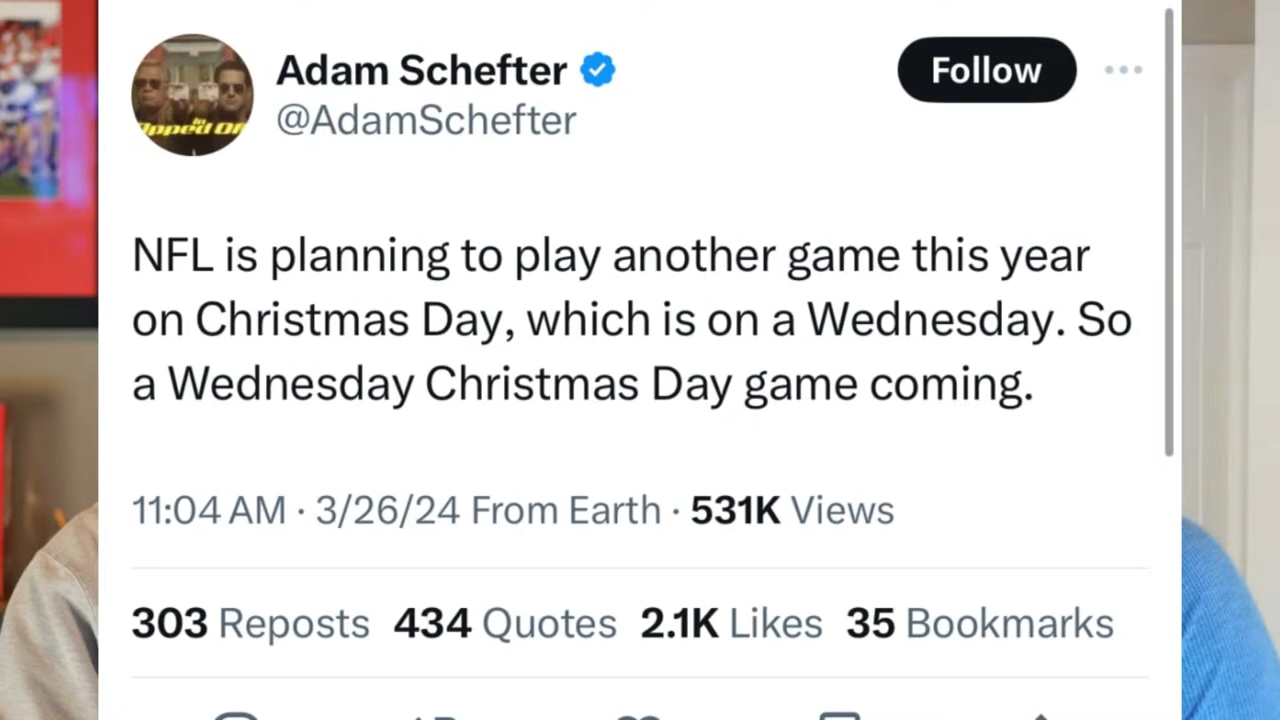 Adam Schefter
@AdamSchefter
Follow
NFL is planning to play another game this year
on Christmas Day, which is on a Wednesday. So
a Wednesday Christmas Day game coming.
11:04 AM · 3/26/24 From Earth · 531K Views
303 Reposts 434 Quotes 2.1K Likes 35 Bookmarks